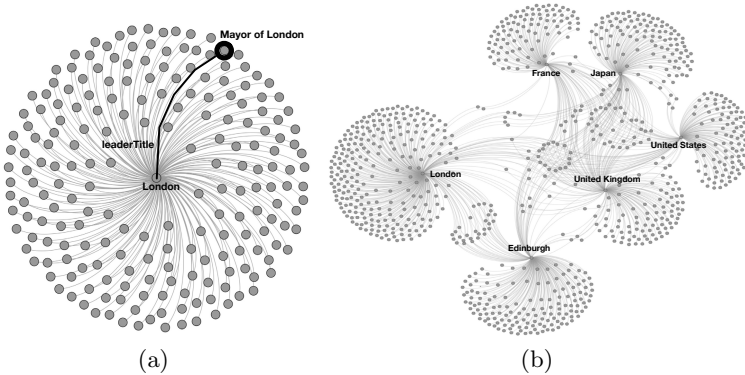 Mayor of London
leaderTitle
London
France
Japan
United States
London
United Kingdom
Edinburgh
(a)
(b)